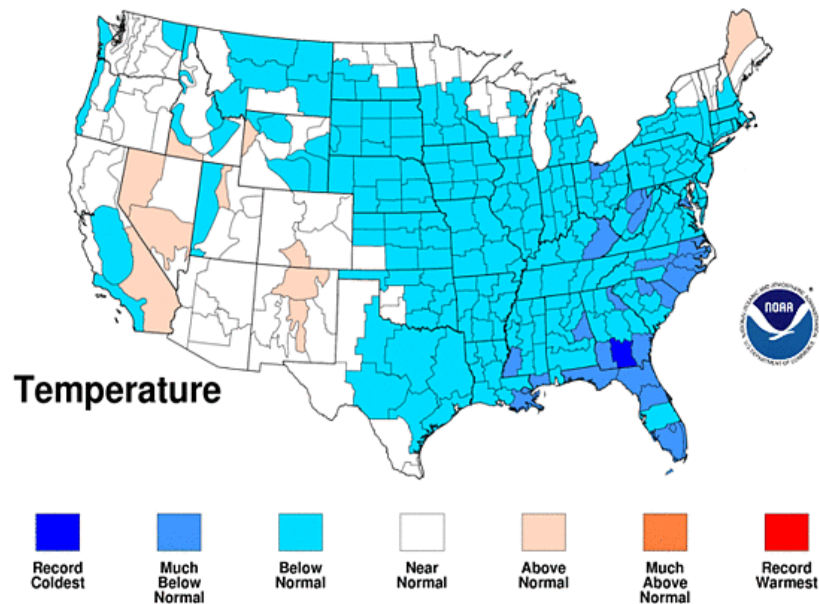 NOAA
Temperature
Record
Coldest
Much
Below
Normal
Below
Normal
Near
Normal
Above
Normal
Much
Above
Normal
Record
Warmest